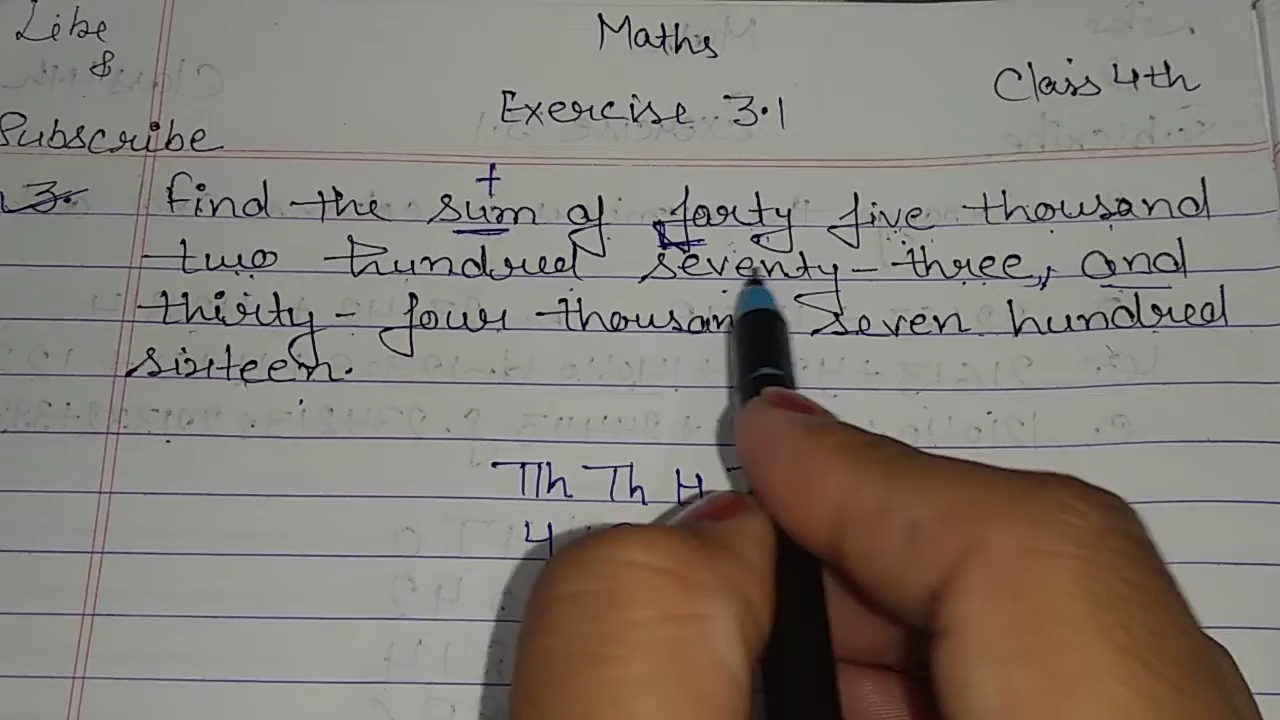 Like
&
Subscribe
Maths
Exercise 3.1
Class 4th
3. find the sum of forty five thousand
+
two hundred seventy-three, and
thirty-four thousand seven hundred
sixteen.
TTh Th H
4